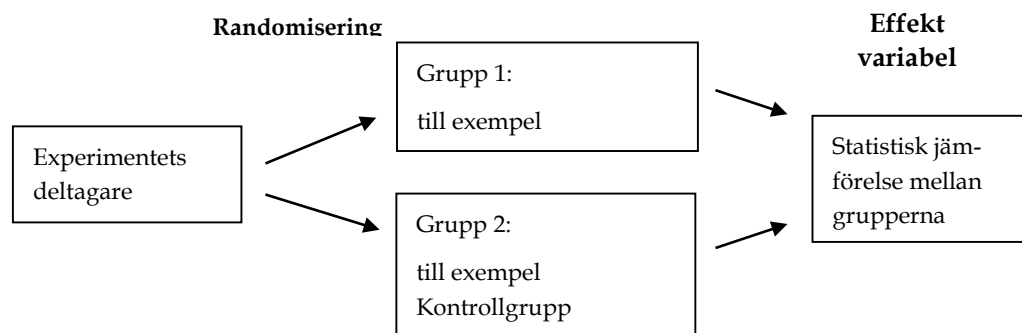 Randomisering
Effekt
variabel
Experimentets
deltagare
Grupp 1:
till exempel
Grupp 2:
till exempel
Kontrollgrupp
Statistisk jäm-
förelse mellan
grupperna